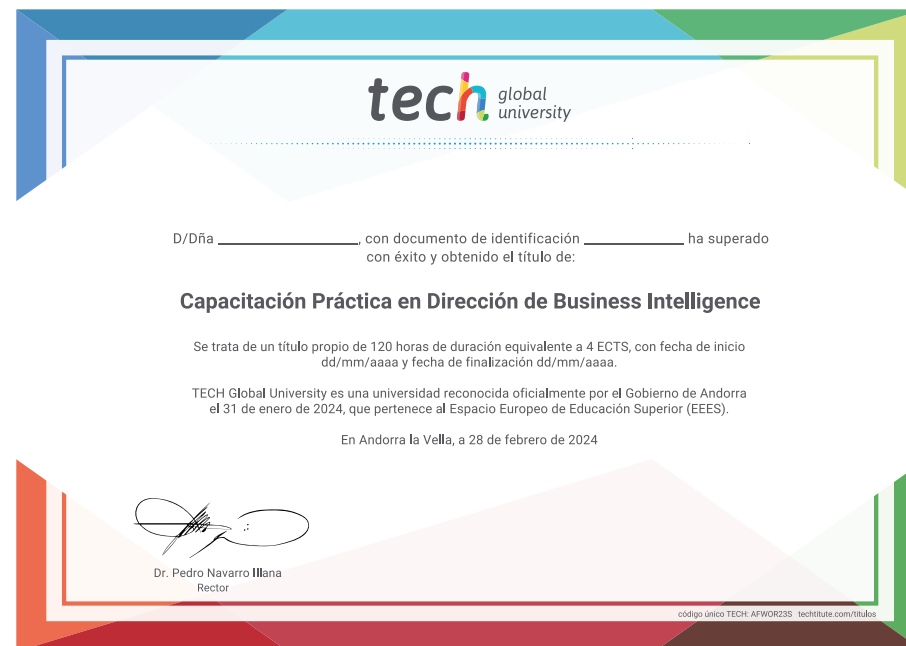 tech global
university
D/Dña ______________, con documento de identificación __________ ha superado
con éxito y obtenido el título de:
Capacitación Práctica en Dirección de Business Intelligence
Se trata de un título propio de 120 horas de duración equivalente a 4 ECTS, con fecha de inicio
dd/mm/aaaa y fecha de finalización dd/mm/aaaa.
TECH Global University es una universidad reconocida oficialmente por el Gobierno de Andorra
el 31 de enero de 2024, que pertenece al Espacio Europeo de Educación Superior (EEES).
En Andorra la Vella, a 28 de febrero de 2024
Dr. Pedro Navarro Illana
Rector
código único TECH: AFWOR23S techtitute.com/titulos